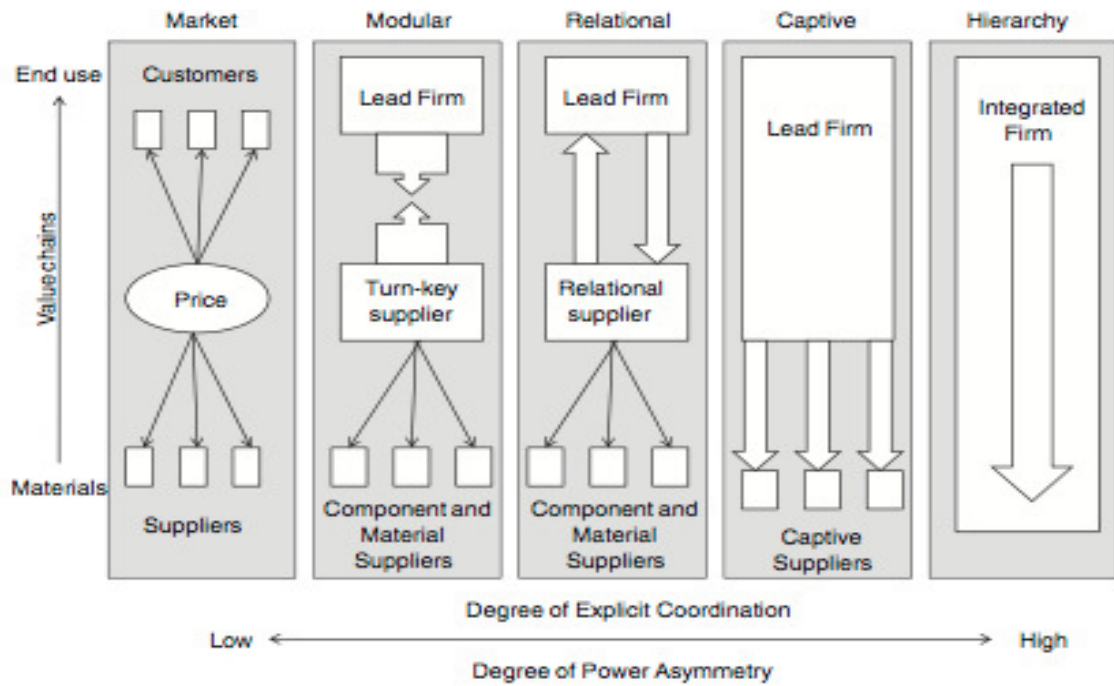 Market
Modular
Relational
Captive
Hierarchy
End use
Value chains
Materials
Customers
Price
Suppliers
Lead Firm
Turn-key
supplier
Component and
Material
Suppliers
Lead Firm
Relational
supplier
Component and
Material
Suppliers
Lead Firm
Captive
Suppliers
Integrated
Firm
Degree of Explicit Coordination
Low
High
Degree of Power Asymmetry